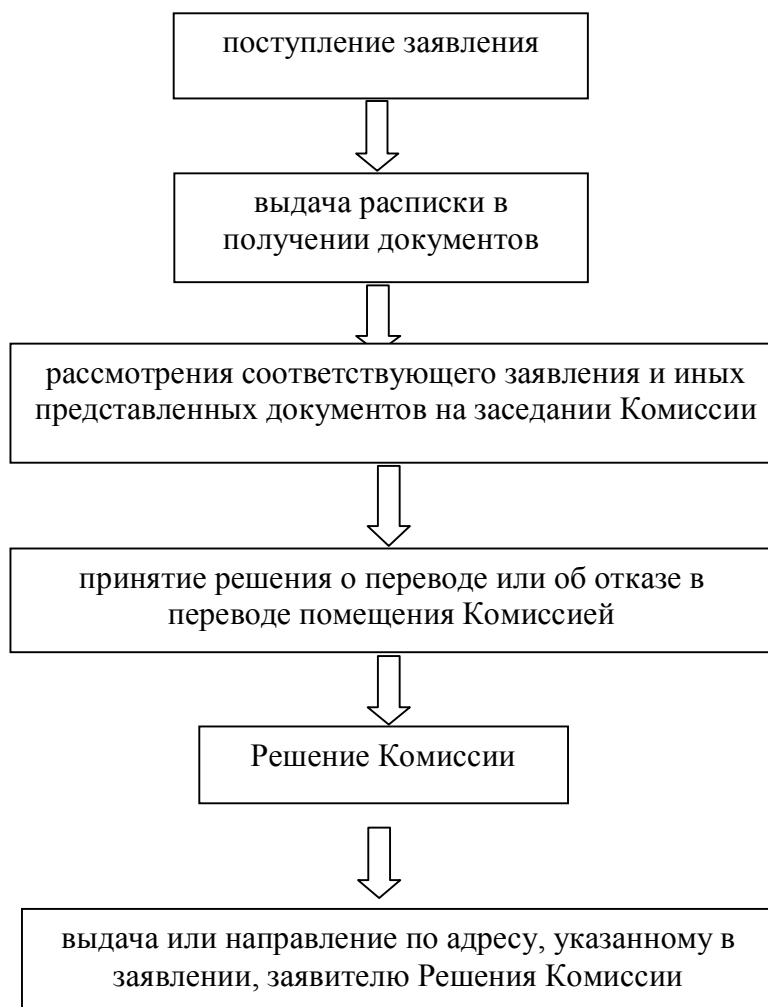 поступление заявления
выдача расписки в
получении документов
рассмотрения соответствующего заявления и иных
представленных документов на заседании Комиссии
принятие решения о переводе или об отказе в
переводе помещения Комиссией
Решение Комиссии
выдача или направление по адресу, указанному в
заявлении, заявителю Решения Комиссии